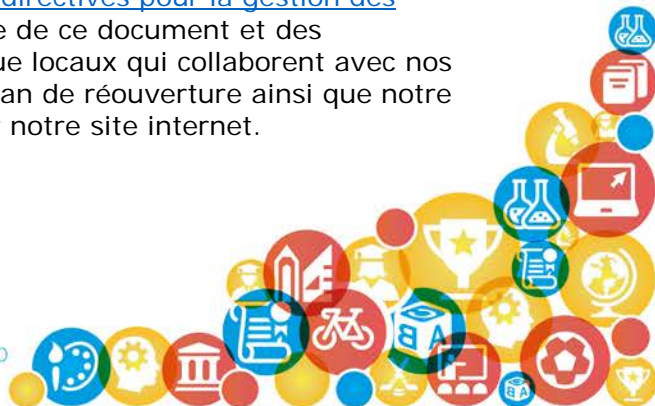 directives pour la gestion des
e de ce document et des
ue locaux qui collaborent avec nos
an de réouverture ainsi que notre
notre site internet.
A
B
A
B